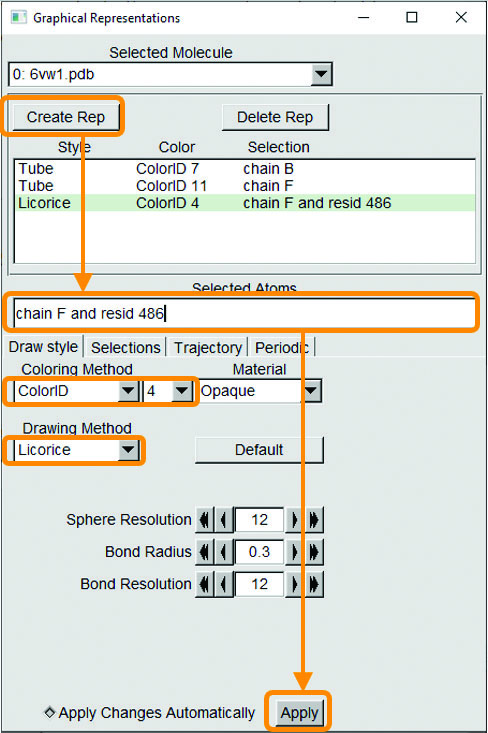 Graphical Representations
Selected Molecule
0: 6vw1.pdb
Create Rep Delete Rep
Style Color Selection
Tube ColorID 7 chain B
Tube ColorID 11 chain F
Licorice ColorID 4 chain F and resid 486
Selected Atoms
chain F and resid 486
Draw style Selections Trajectory Periodic
Coloring Method Material
ColorID 4 Opaque
Drawing Method
Licorice Default
Sphere Resolution 12
Bond Radius 0.3
Bond Resolution 12
Apply Changes Automatically Apply